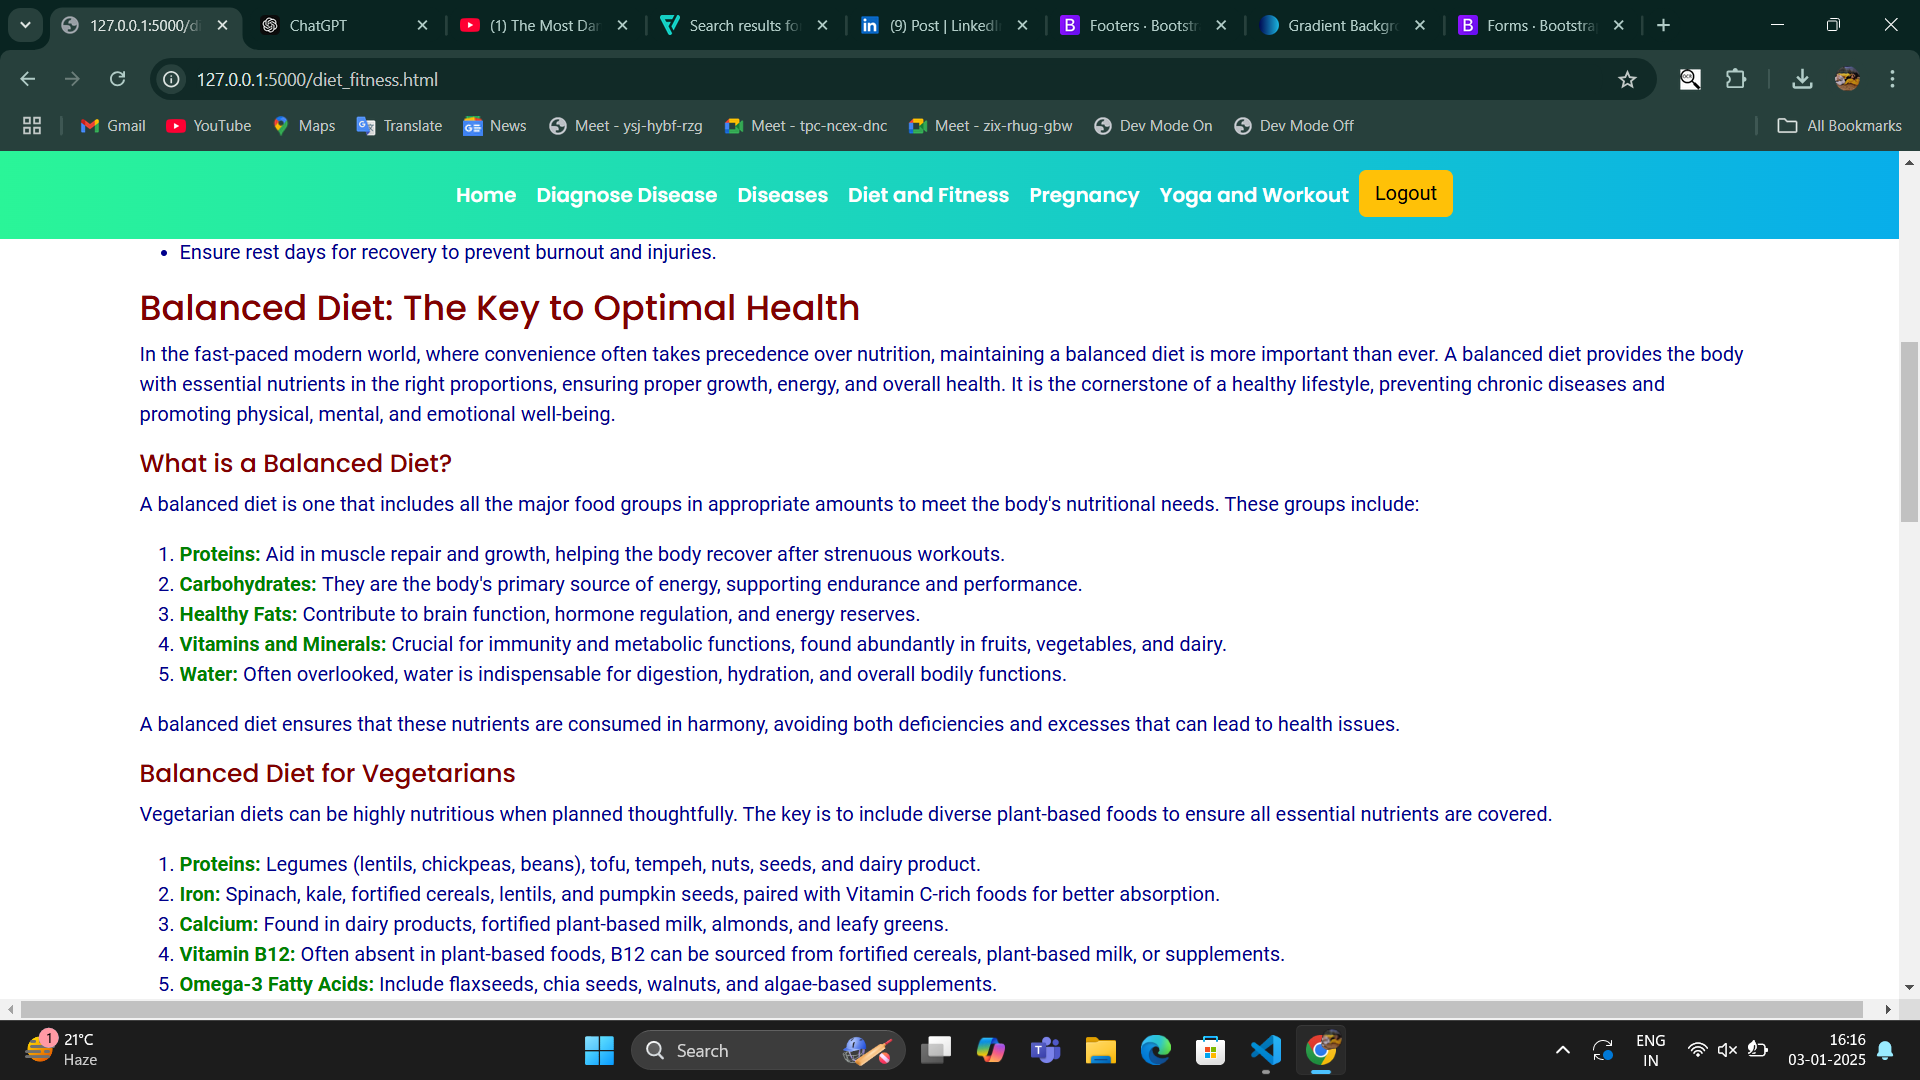 127.0.0.1:5000/di
ChatGPT
(1) The Most Dar
Search results fo
(9) Post | LinkedI
Footers · Bootstr
Gradient Backgr
Forms · Bootstra
127.0.0.1:5000/diet_fitness.html
Gmail
YouTube
Maps
Translate
News
Meet - ysj-hybf-rzg
Meet - tpc-ncex-dnc
Meet - zix-rhug-gbw
Dev Mode On
Dev Mode Off
All Bookmarks
Home Diagnose Disease Diseases Diet and Fitness Pregnancy Yoga and Workout Logout
• Ensure rest days for recovery to prevent burnout and injuries.
Balanced Diet: The Key to Optimal Health
In the fast-paced modern world, where convenience often takes precedence over nutrition, maintaining a balanced diet is more important than ever. A balanced diet provides the body
with essential nutrients in the right proportions, ensuring proper growth, energy, and overall health. It is the cornerstone of a healthy lifestyle, preventing chronic diseases and
promoting physical, mental, and emotional well-being.
What is a Balanced Diet?
A balanced diet is one that includes all the major food groups in appropriate amounts to meet the body's nutritional needs. These groups include:
1. Proteins: Aid in muscle repair and growth, helping the body recover after strenuous workouts.
2. Carbohydrates: They are the body's primary source of energy, supporting endurance and performance.
3. Healthy Fats: Contribute to brain function, hormone regulation, and energy reserves.
4. Vitamins and Minerals: Crucial for immunity and metabolic functions, found abundantly in fruits, vegetables, and dairy.
5. Water: Often overlooked, water is indispensable for digestion, hydration, and overall bodily functions.
A balanced diet ensures that these nutrients are consumed in harmony, avoiding both deficiencies and excesses that can lead to health issues.
Balanced Diet for Vegetarians
Vegetarian diets can be highly nutritious when planned thoughtfully. The key is to include diverse plant-based foods to ensure all essential nutrients are covered.
1. Proteins: Legumes (lentils, chickpeas, beans), tofu, tempeh, nuts, seeds, and dairy product.
2. Iron: Spinach, kale, fortified cereals, lentils, and pumpkin seeds, paired with Vitamin C-rich foods for better absorption.
3. Calcium: Found in dairy products, fortified plant-based milk, almonds, and leafy greens.
4. Vitamin B12: Often absent in plant-based foods, B12 can be sourced from fortified cereals, plant-based milk, or supplements.
5. Omega-3 Fatty Acids: Include flaxseeds, chia seeds, walnuts, and algae-based supplements.
1
21°C
Haze
Search
ENG
IN
16:16
03-01-2025